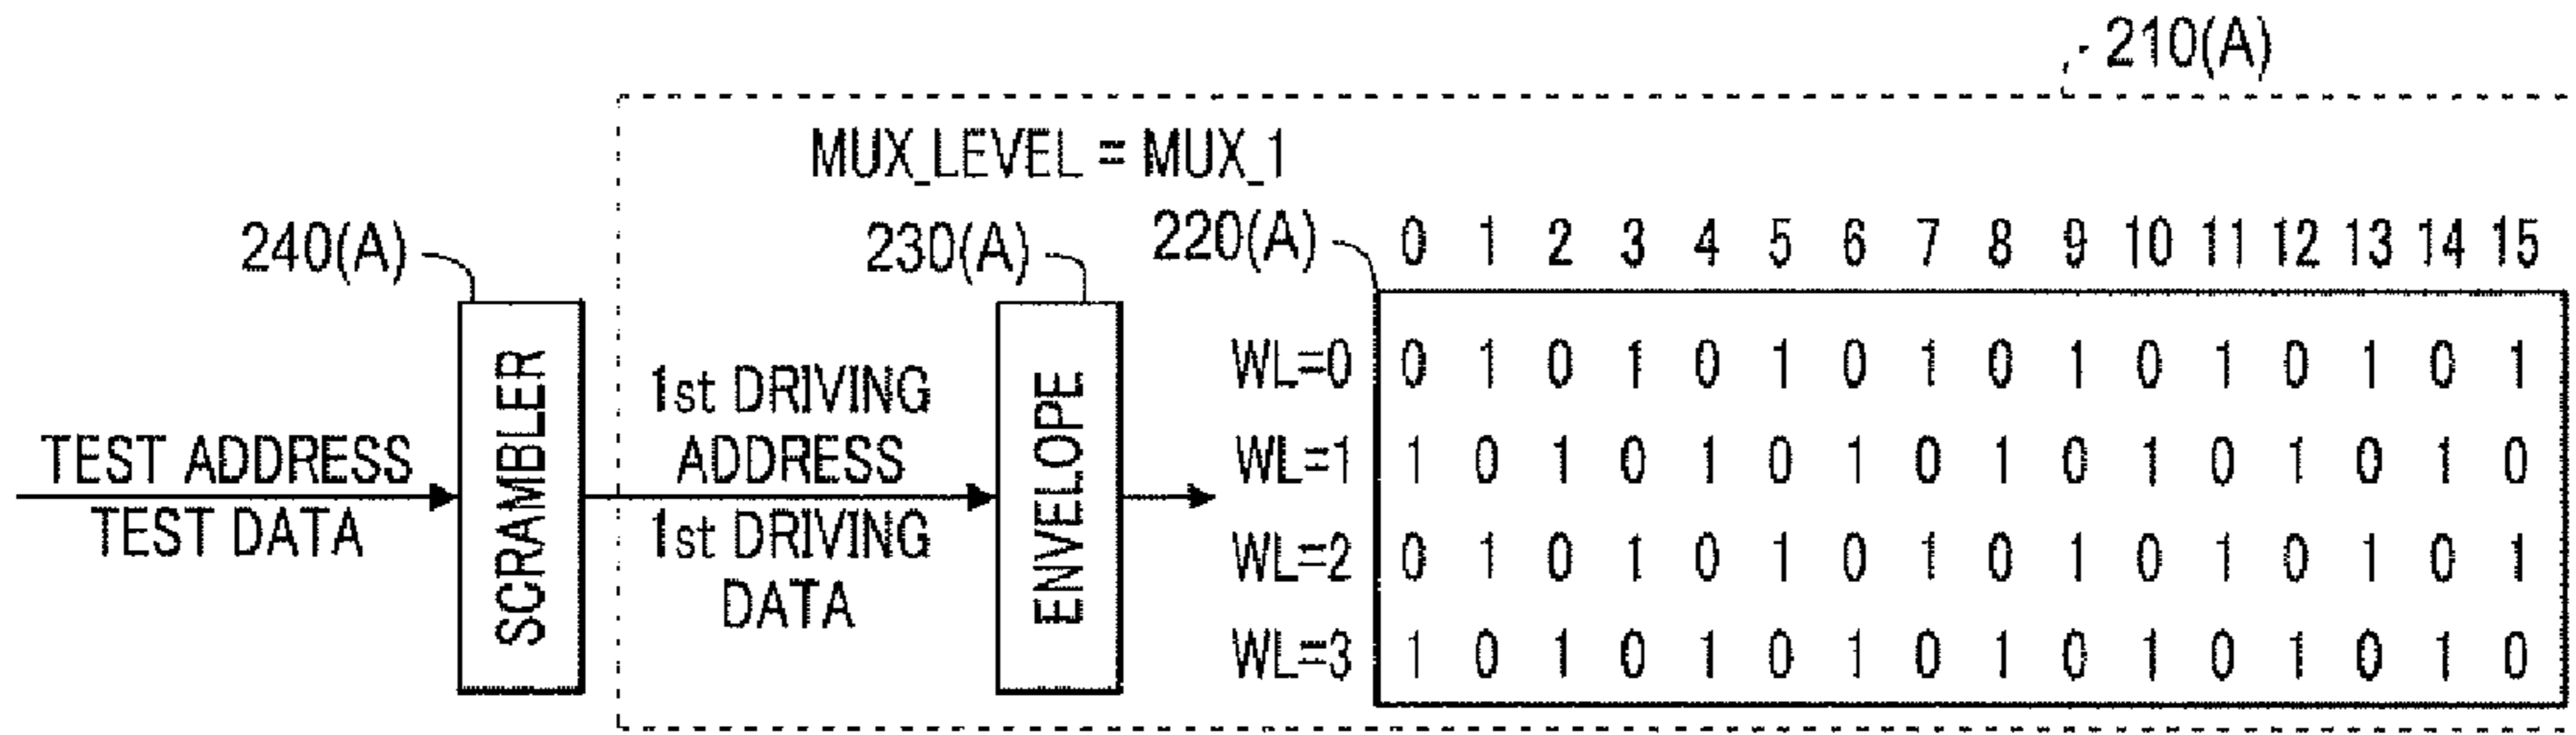 210(A)
MUX_LEVEL = MUX_1
240(A)
230(A)
220(A)
0 1 2 3 4 5 6 7 8 9 10 11 12 13 14 15
SCRAMBLER
ENVELOPE
TEST ADDRESS
TEST DATA
1st DRIVING
ADDRESS
1st DRIVING
DATA
WL=0 0 1 0 1 0 1 0 1 0 1 0 1 0 1 0 1
WL=1 1 0 1 0 1 0 1 0 1 0 1 0 1 0 1 0
WL=2 0 1 0 1 0 1 0 1 0 1 0 1 0 1 0 1
WL=3 1 0 1 0 1 0 1 0 1 0 1 0 1 0 1 0